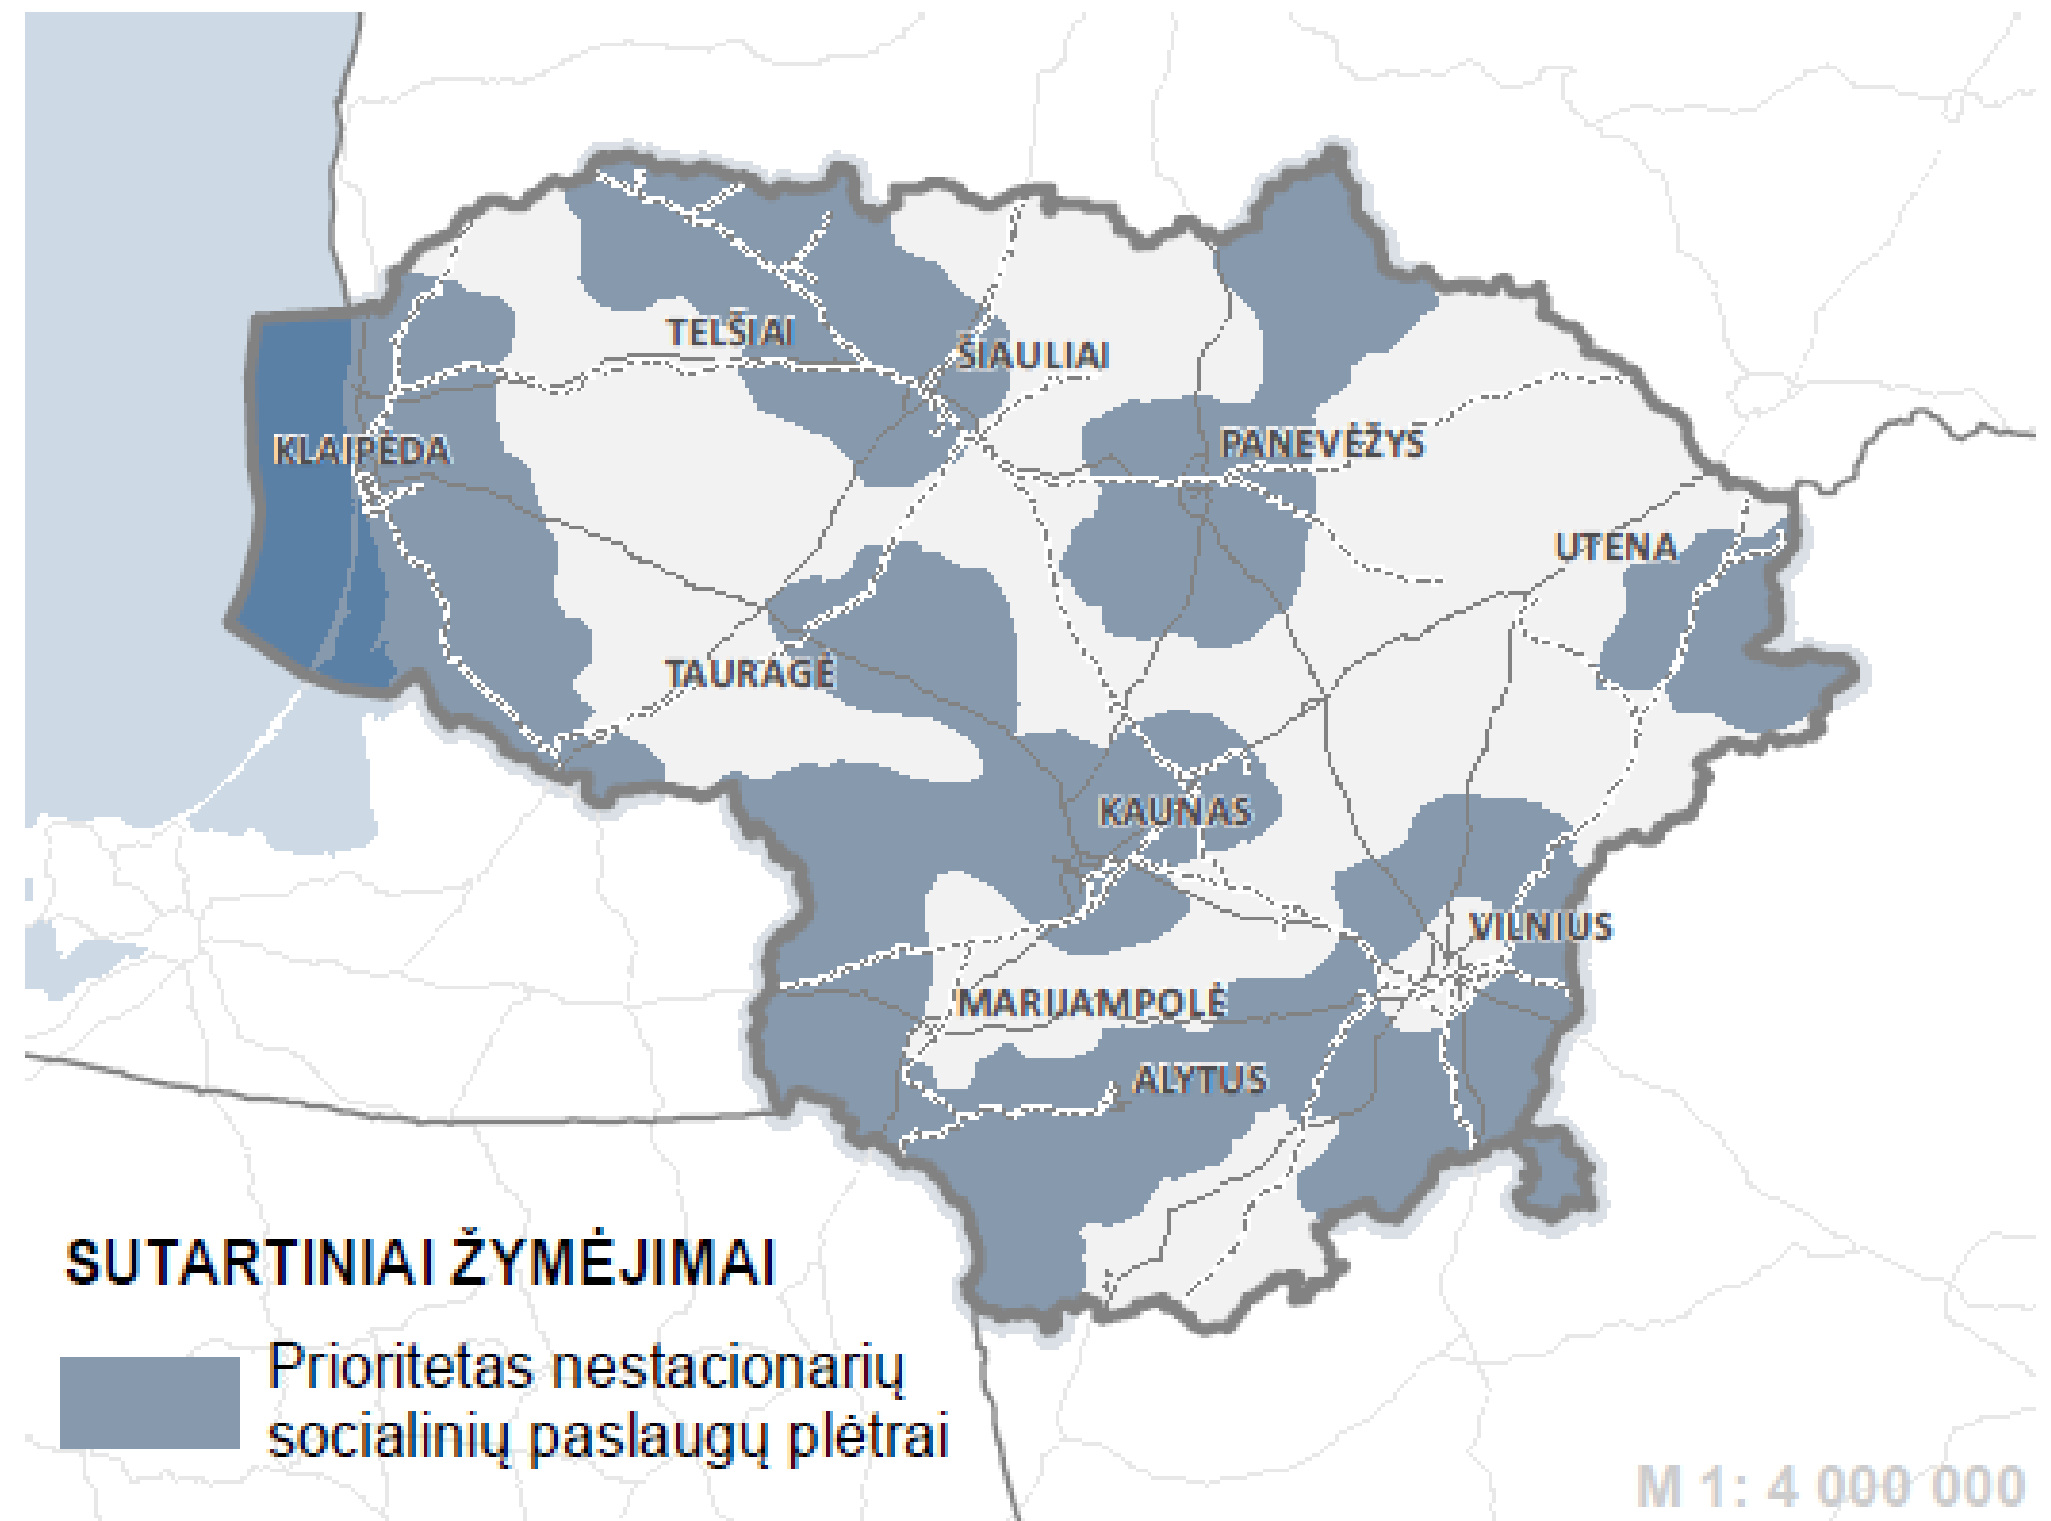 TELŠIAI
ŠIAULIAI
KLAIPĖDA
PANEVĖŽYS
UTENA
TAURAGĖ
KAUNAS
VILNIUS
MARIJAMPOLĖ
ALYTUS
SUTARTINIAI ŽYMĖJIMAI
Prioritetas nestacionarių
socialinių paslaugų plėtrai
M 1: 4 000 000